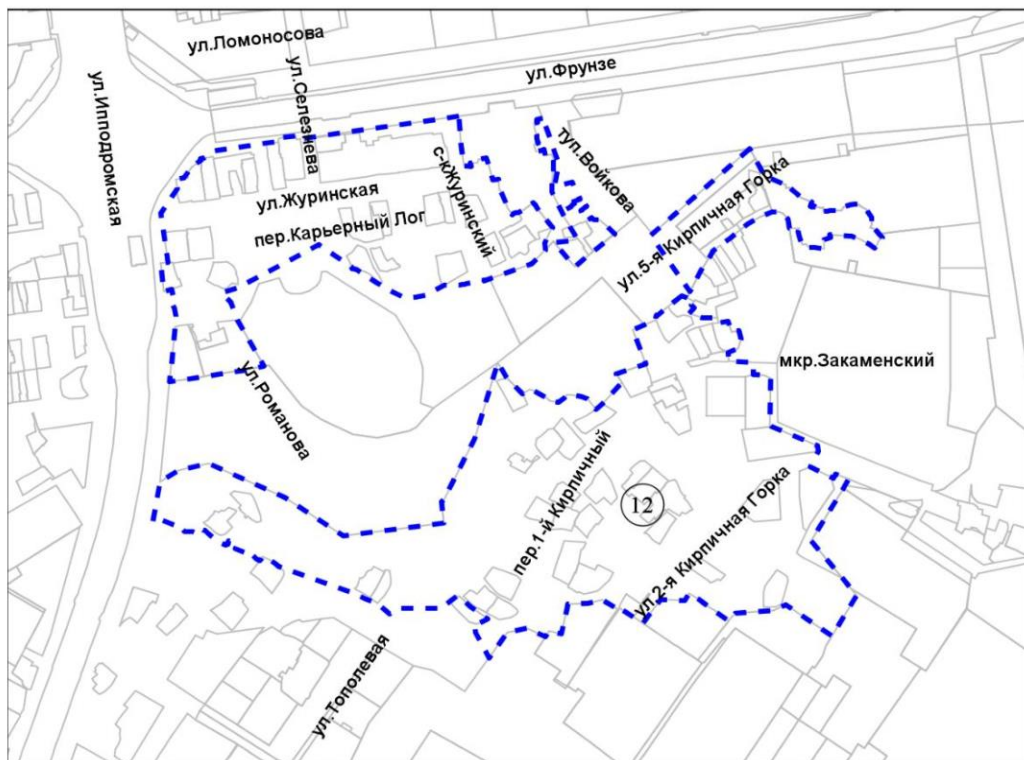 ул.Ломоносова
ул.Фрунзе
ул.Ипподромская
ул.Селезнева
туп.Войкова
с-кЖуринский
ул.Журинская
пер.Карьерный Лог
ул.5-я Кирпичная Горка
мкр.Закаменский
ул.Романова
пер.1-й Кирпичный
12
ул.2-я Кирпичная Горка
ул.Тополевая